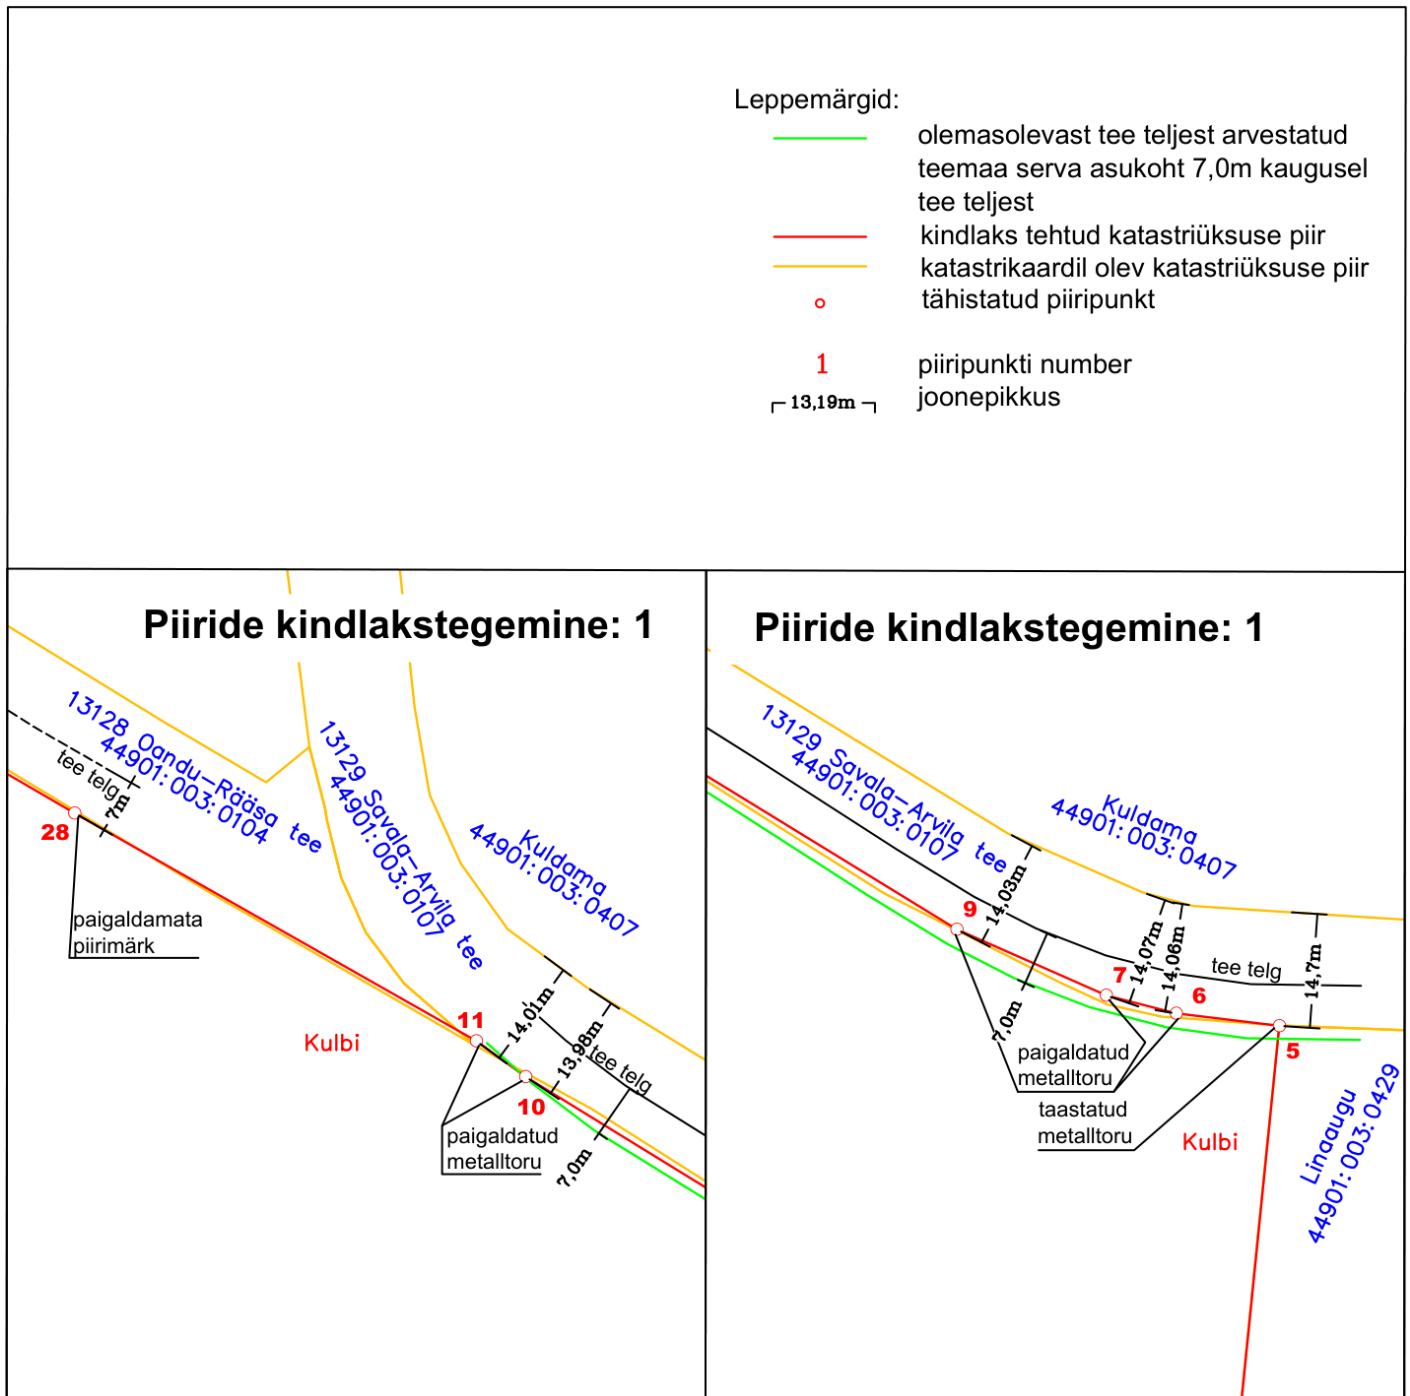 Leppemärgid:
olemasolevast tee teljest arvestatud
teemaa serva asukoht 7,0m kaugusel
tee teljest
kindlaks tehtud katastriüksuse piir
katastrikaardil olev katastriüksuse piir
tähistatud piiripunkt
1
piiripunkti number
13,19m
joonepikkus
Piiride kindlakstegemine: 1
13128 Oandu-Rääsa tee
44901:003:0104
tee telg
7m
28
paigaldamata
piirimärk
13129 Savala-Arvila tee
44901:003:0107
Kuldama
44901:003:0407
11
14,01m
13,98m
tee telg
10
Kulbi
paigaldatud
metalltoru
7,0m
Piiride kindlakstegemine: 1
13129 Savala-Arvila tee
44901:003:0107
Kuldama
44901:003:0407
9
14,03m
7
14,07m
14,06m
6
tee telg
14,7m
7,0m
paigaldatud
metalltoru
5
taastatud
metalltoru
Kulbi
Linaaugu
44901:003:0429